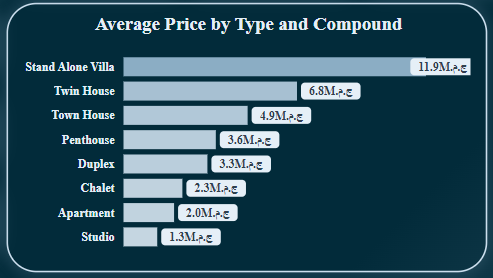 Average Price by Type and Compound
Stand Alone Villa 11.9M.ج.م
Twin House 6.8M.ج.م
Town House 4.9M.ج.م
Penthouse 3.6M.ج.م
Duplex 3.3M.ج.م
Chalet 2.3M.ج.م
Apartment 2.0M.ج.م
Studio 1.3M.ج.م